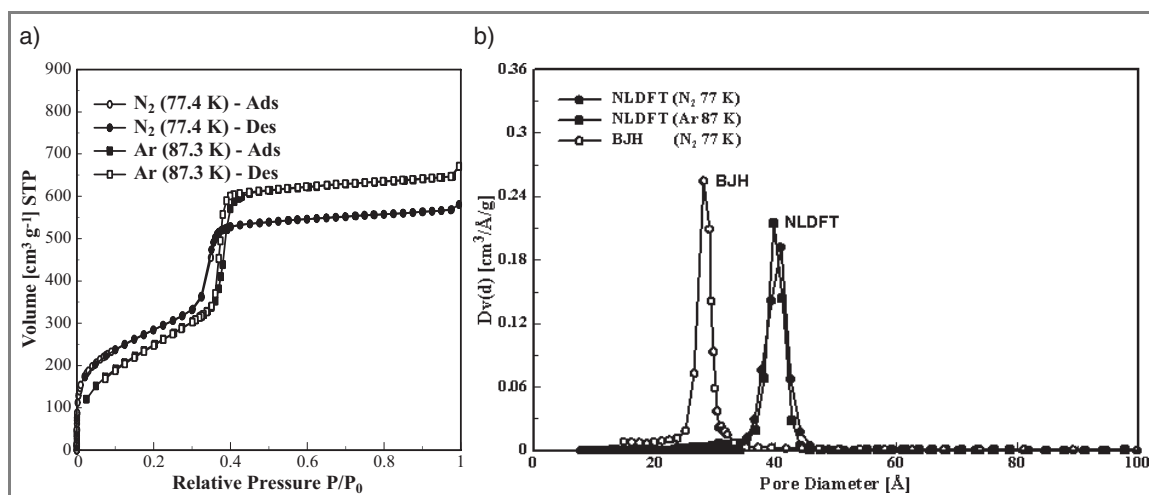 a)
900
800
700
600
500
400
300
200
100
0
Volume [cm³ g⁻¹] STP
N₂ (77.4 K) - Ads
N₂ (77.4 K) - Des
Ar (87.3 K) - Ads
Ar (87.3 K) - Des
0 0.2 0.4 0.6 0.8 1
Relative Pressure P/P₀
b)
0.36
0.3
0.24
0.18
0.12
0.06
0
Dv(d) [cm³/Å/g]
NLDFT (N₂ 77 K)
NLDFT (Ar 87 K)
BJH (N₂ 77 K)
BJH
NLDFT
0 20 40 60 80 100
Pore Diameter [Å]